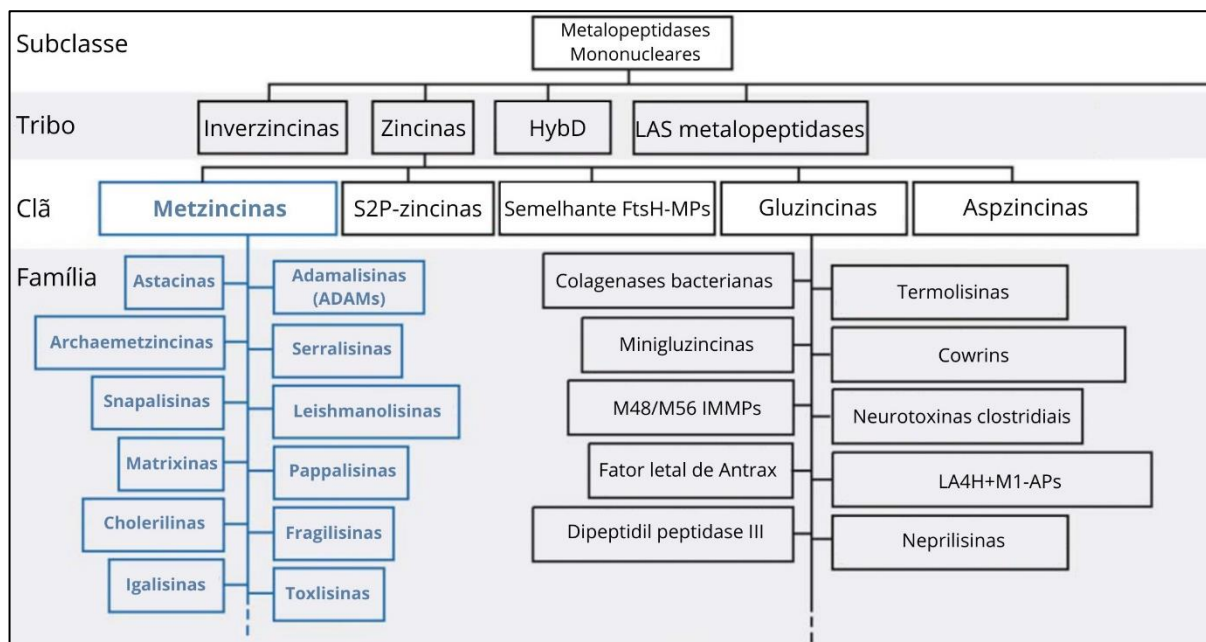 Subclasse
Metalopeptidases
Mononucleares
Tribo
Inverzincinas
Zincinas
HybD
LAS metalopeptidases
Clã
Metzincinas
S2P-zincinas
Semelhante FtsH-MPs
Gluzincinas
Aspzincinas
Família
Astacinas
Adamalisinas
(ADAMs)
Archaemetzincinas
Serralisinas
Snapalisinas
Leishmanolisinas
Matrixinas
Pappalisinas
Cholerilinas
Fragilisinas
Igalisinas
Toxlisinas
Colagenases bacterianas
Termolisinas
Minigluzincinas
Cowrins
M48/M56 IMMPs
Neurotoxinas clostridiais
Fator letal de Antrax
LA4H+M1-APs
Dipeptidil peptidase III
Neprilisinas